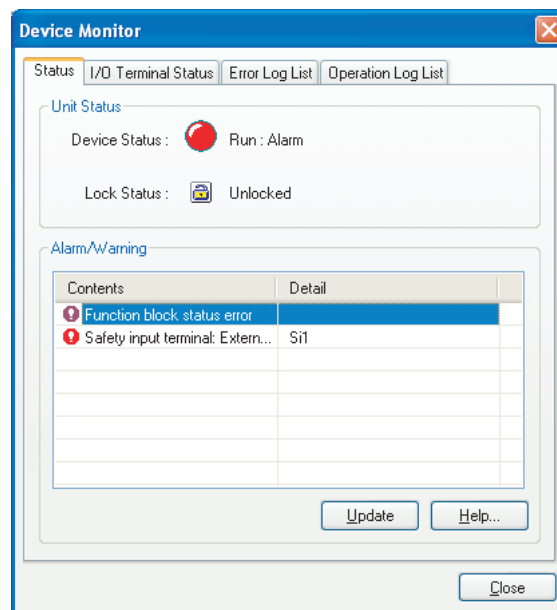 Device Monitor
Status I/O Terminal Status Error Log List Operation Log List
Unit Status
Device Status : Run : Alarm
Lock Status : Unlocked
Alarm/Warning
Contents Detail
Function block status error
Safety input terminal: Extern... Si1
Update Help...
Close